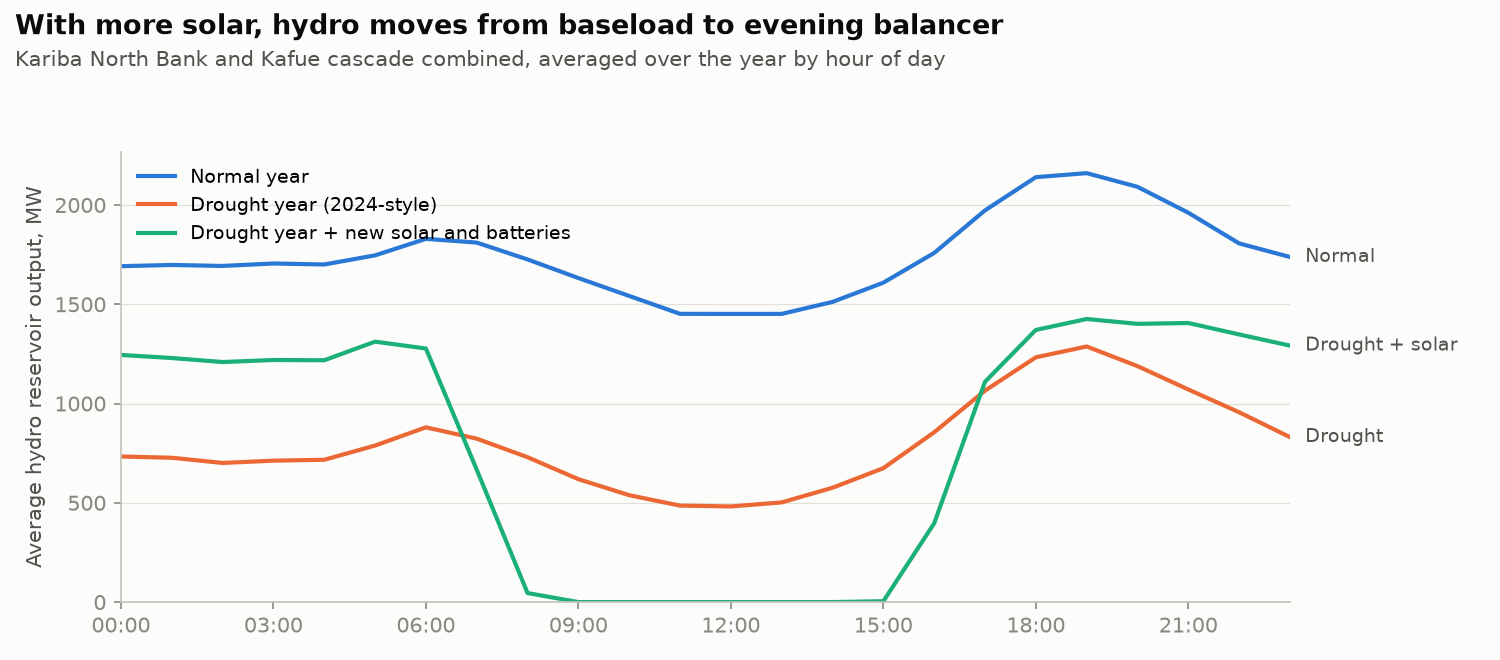 With more solar, hydro moves from baseload to evening balancer
Kariba North Bank and Kafue cascade combined, averaged over the year by hour of day
Average hydro reservoir output, MW
2000
1500
1000
500
0
Normal year
Drought year (2024-style)
Drought year + new solar and batteries
Normal
Drought + solar
Drought
00:00 03:00 06:00 09:00 12:00 15:00 18:00 21:00